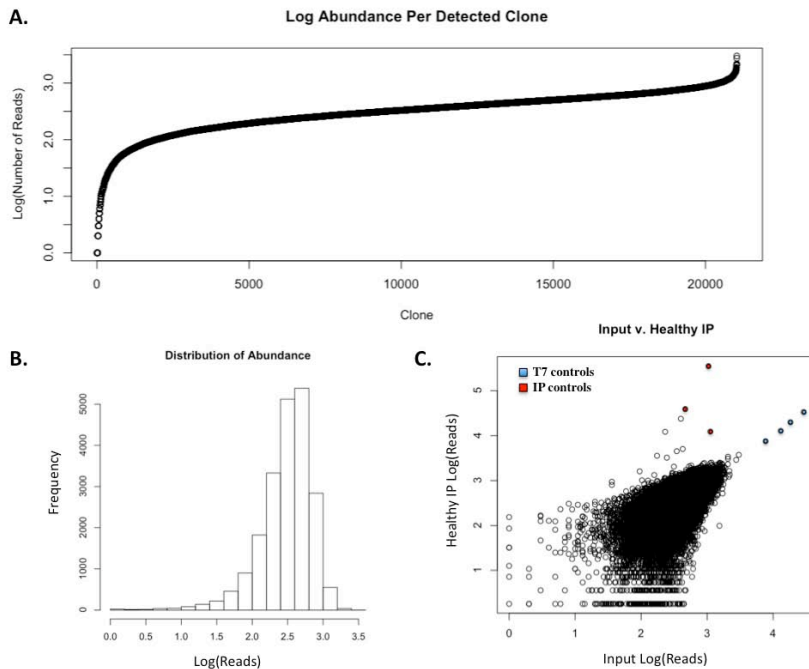 A.
Log Abundance Per Detected Clone
Log(Number of Reads)
0.0 1.0 2.0 3.0
0 5000 10000 15000 20000
Clone
B.
Distribution of Abundance
Frequency
0 1000 2000 3000 4000 5000
0.0 0.5 1.0 1.5 2.0 2.5 3.0 3.5
Log(Reads)
Input v. Healthy IP
C.
T7 controls
IP controls
Healthy IP Log(Reads)
1 2 3 4 5
0 1 2 3 4
Input Log(Reads)